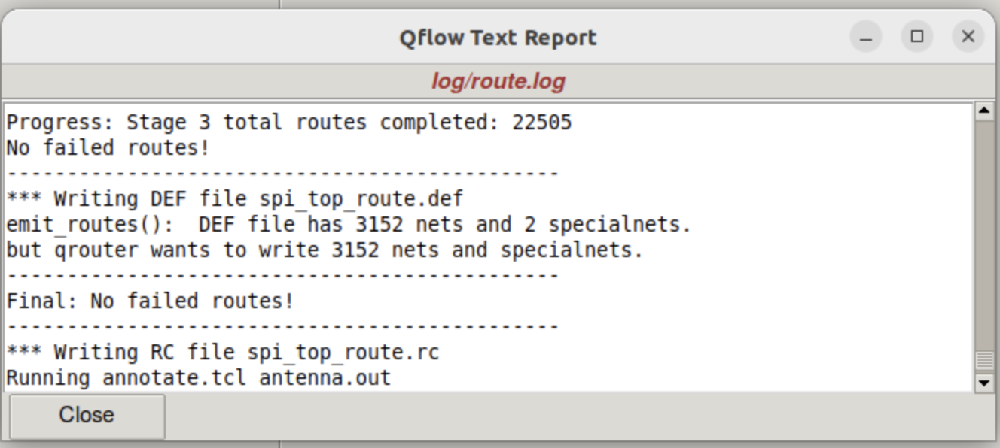 Qflow Text Report
log/route.log
Progress: Stage 3 total routes completed: 22505
No failed routes!
----------------------------------------------
*** Writing DEF file spi_top_route.def
emit_routes():  DEF file has 3152 nets and 2 specialnets.
but qrouter wants to write 3152 nets and specialnets.
----------------------------------------------
Final: No failed routes!
----------------------------------------------
*** Writing RC file spi_top_route.rc
Running annotate.tcl antenna.out
Close